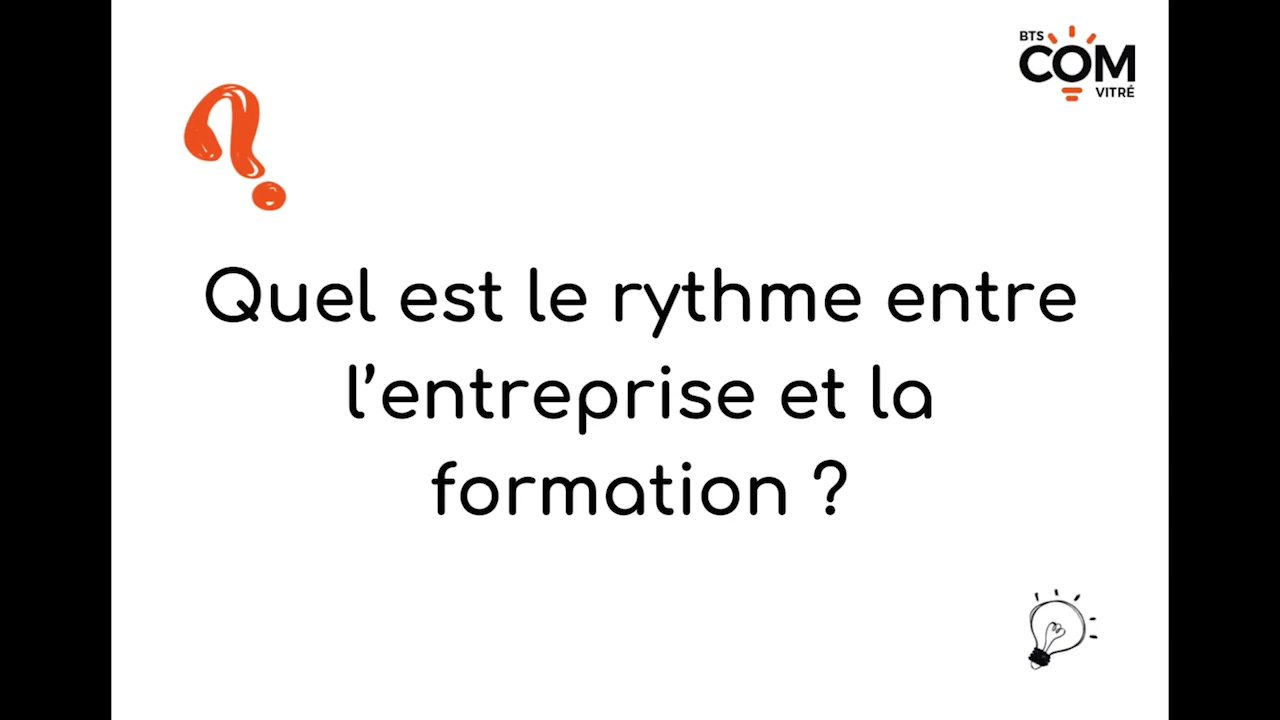 BTS
COM
VITRÉ
Quel est le rythme entre
l’entreprise et la
formation ?